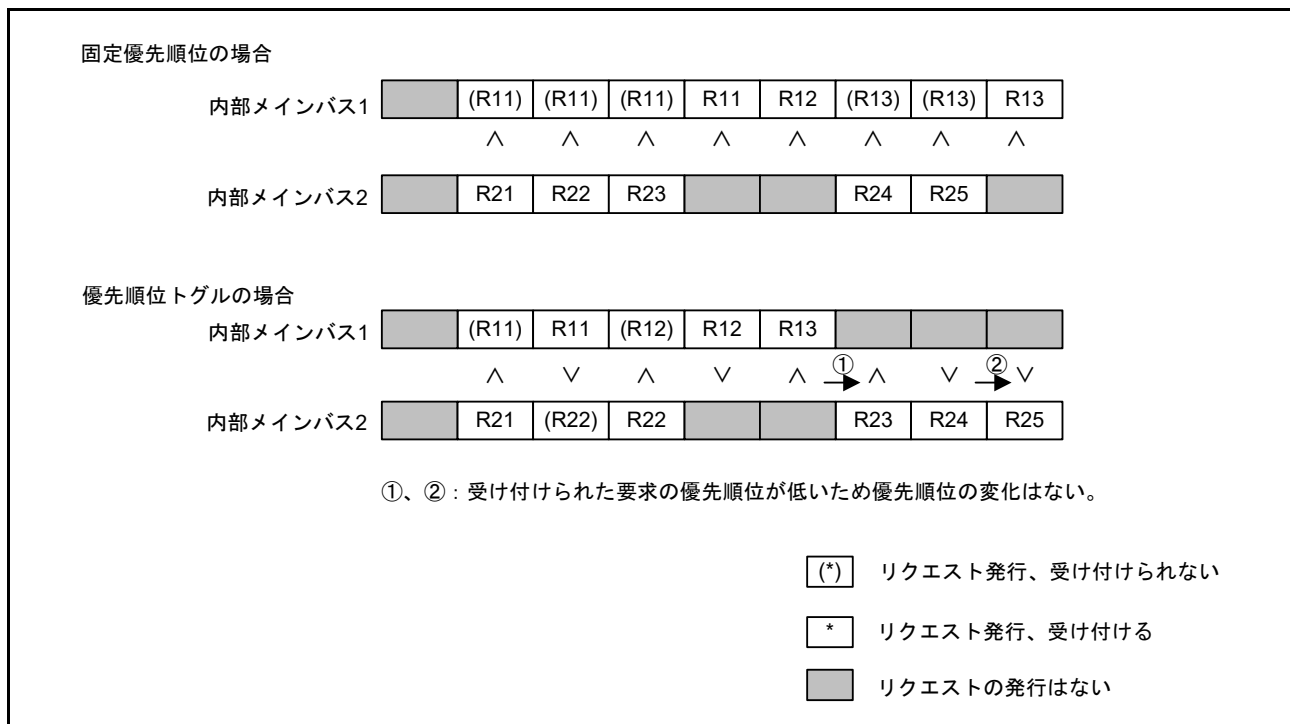 固定優先順位の場合
内部メインバス1 (R11) (R11) (R11) R11 R12 (R13) (R13) R13
∧ ∧ ∧ ∧ ∧ ∧ ∧ ∧
内部メインバス2 R21 R22 R23 R24 R25
優先順位トグルの場合
内部メインバス1 (R11) R11 (R12) R12 R13
∧ ∨ ∧ ∨ ∧ ① ∧ ∨ ② ∨
内部メインバス2 R21 (R22) R22 R23 R24 R25
①、②：受け付けられた要求の優先順位が低いため優先順位の変化はない。
(*) リクエスト発行、受け付けられない
* リクエスト発行、受け付ける
リクエストの発行はない